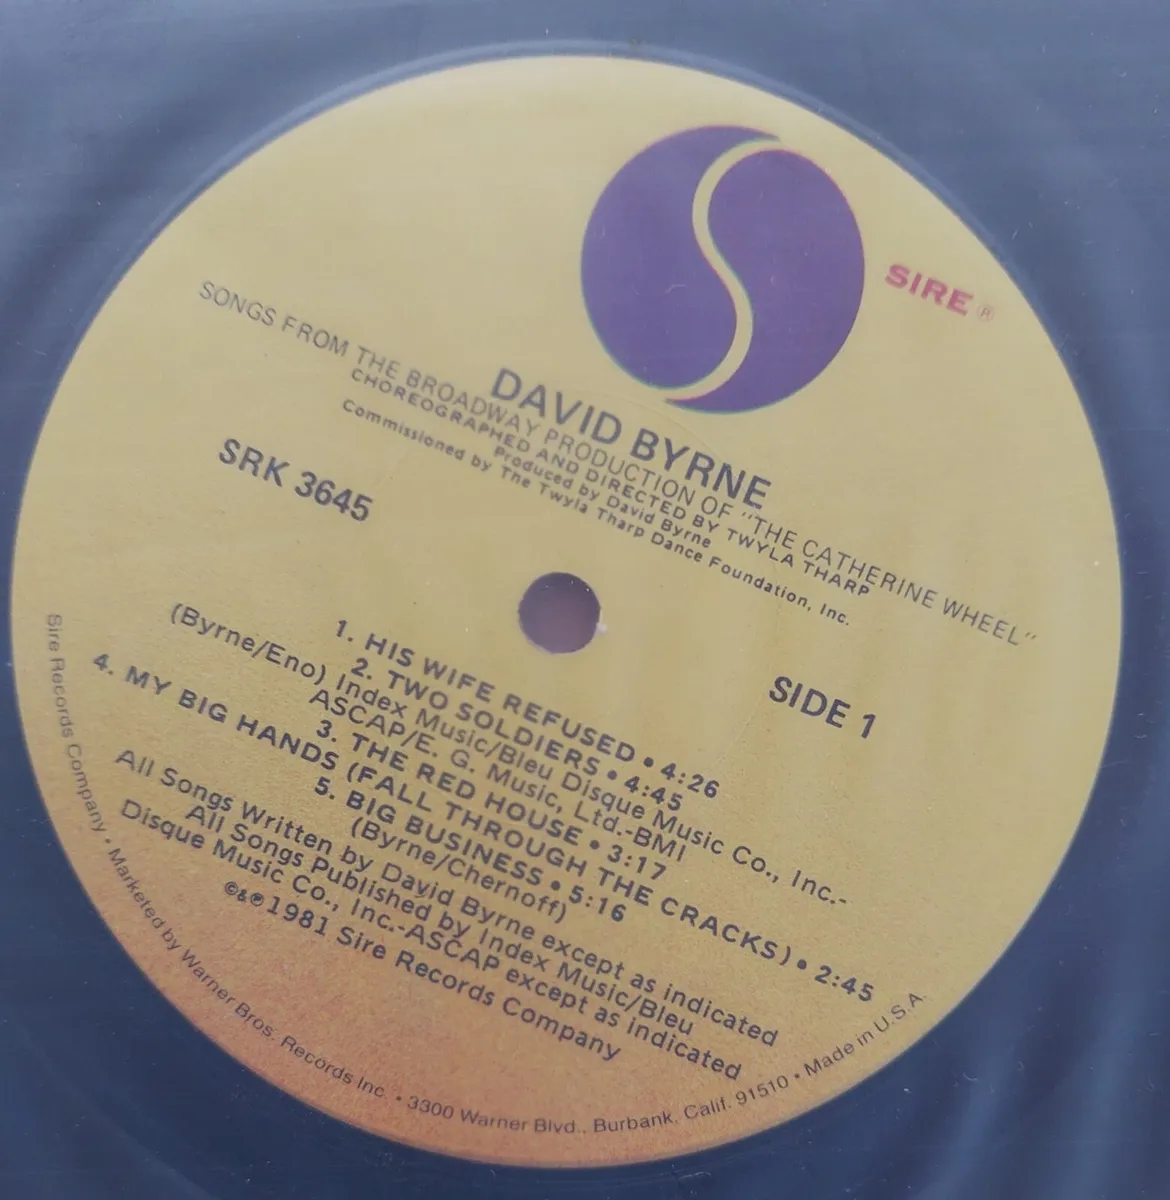 SIRE ®
DAVID BYRNE
SONGS FROM THE BROADWAY PRODUCTION OF "THE CATHERINE WHEEL"
CHOREOGRAPHED AND DIRECTED BY TWYLA THARP
Produced by David Byrne
Commissioned by The Twyla Tharp Dance Foundation, Inc.
SRK 3645
SIDE 1
1. HIS WIFE REFUSED • 4:26
2. TWO SOLDIERS • 4:45
(Byrne/Eno) Index Music/Bleu Disque Music Co., Inc.-
ASCAP/E. G. Music, Ltd.-BMI
3. THE RED HOUSE • 3:17
4. MY BIG HANDS (FALL THROUGH THE CRACKS) • 2:45
5. BIG BUSINESS • 5:16
(Byrne/Chernoff)
All Songs Written by David Byrne except as indicated
All Songs Published by Index Music/Bleu
Disque Music Co., Inc.-ASCAP except as indicated
©&℗1981 Sire Records Company
Sire Records Company • Marketed by Warner Bros. Records Inc. • 3300 Warner Blvd., Burbank, Calif. 91510 • Made in U.S.A.